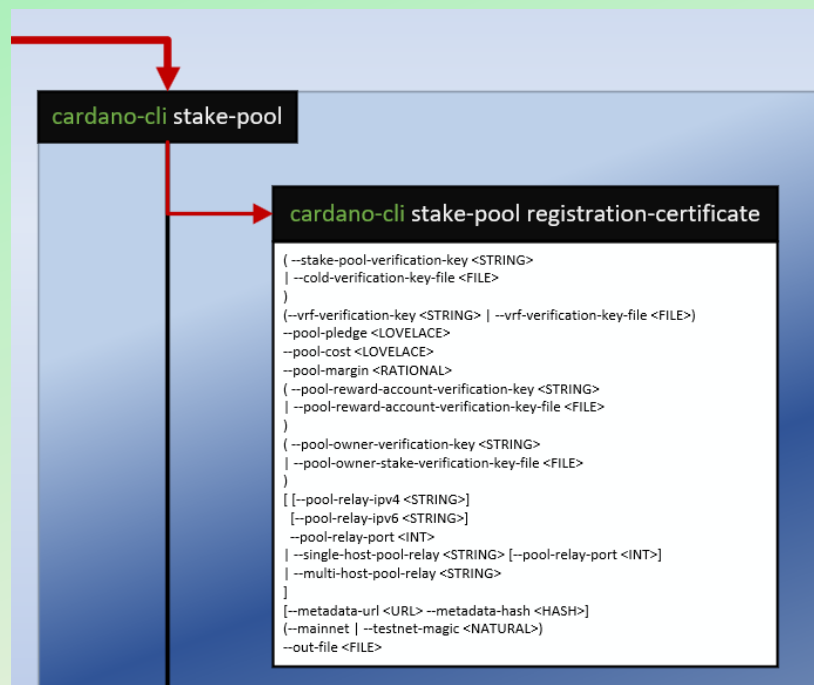 cardano-cli stake-pool
cardano-cli stake-pool registration-certificate
( --stake-pool-verification-key <STRING>
| --cold-verification-key-file <FILE>
)
(--vrf-verification-key <STRING> | --vrf-verification-key-file <FILE>)
--pool-pledge <LOVELACE>
--pool-cost <LOVELACE>
--pool-margin <RATIONAL>
( --pool-reward-account-verification-key <STRING>
| --pool-reward-account-verification-key-file <FILE>
)
( --pool-owner-verification-key <STRING>
| --pool-owner-stake-verification-key-file <FILE>
)
[ [--pool-relay-ipv4 <STRING>]
[--pool-relay-ipv6 <STRING>]
--pool-relay-port <INT>
| --single-host-pool-relay <STRING> [--pool-relay-port <INT>]
| --multi-host-pool-relay <STRING>
]
[--metadata-url <URL> --metadata-hash <HASH>]
(--mainnet | --testnet-magic <NATURAL>)
--out-file <FILE>